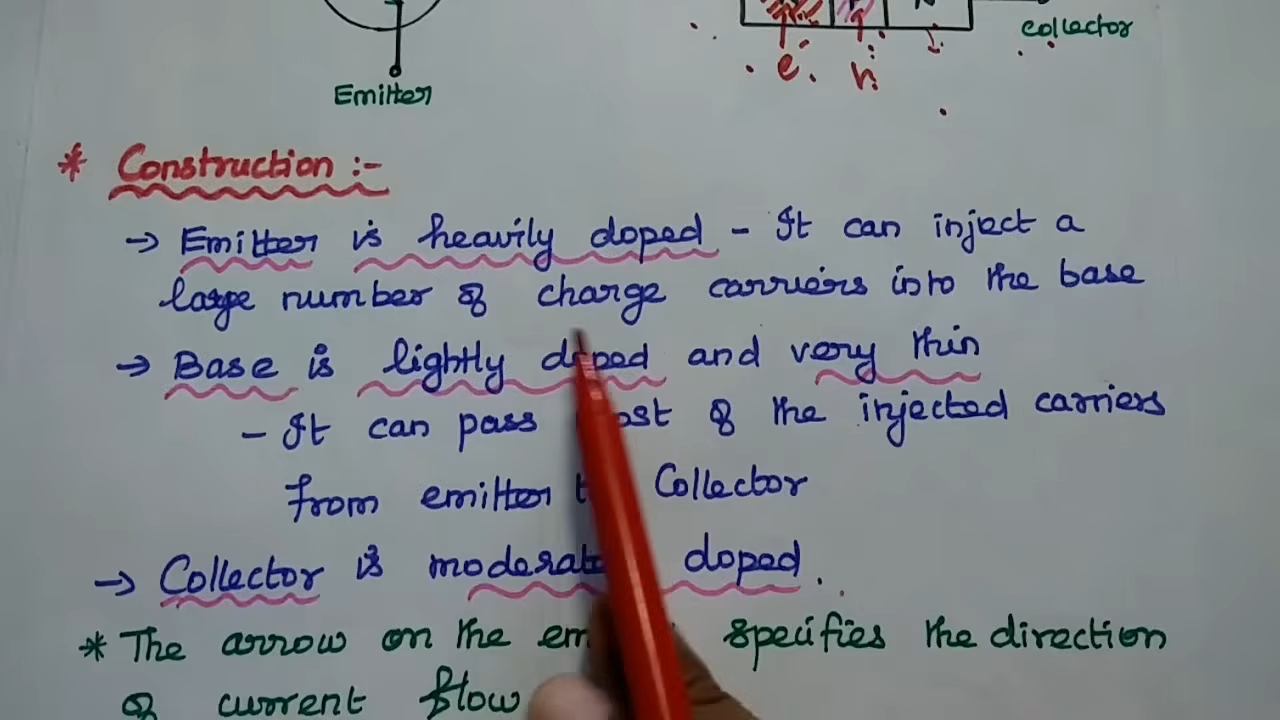 collector
e
h
Emitter
* Construction :-
→ Emitter is heavily doped - It can inject a
large number of charge carriers into the base
→ Base is lightly doped and very thin
- It can pass of the injected carriers
from emitter Collector
→ Collector is doped.
* The arrow on the specifies the direction
of current flow